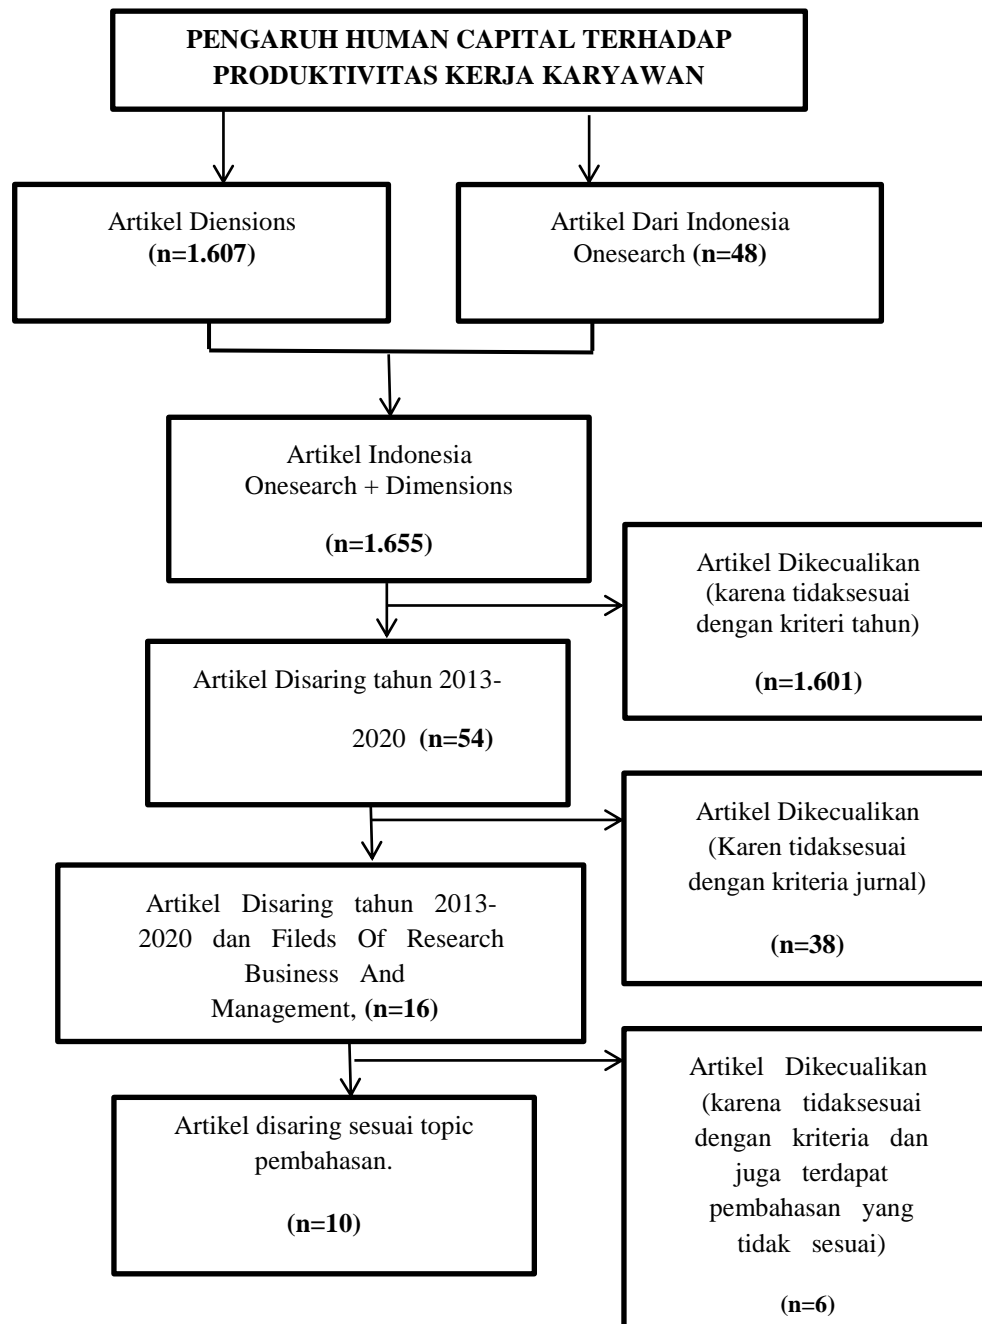 PENGARUH HUMAN CAPITAL TERHADAP
PRODUKTIVITAS KERJA KARYAWAN
Artikel Diensions
(n=1.607)
Artikel Dari Indonesia
Onesearch (n=48)
Artikel Indonesia
Onesearch + Dimensions
(n=1.655)
Artikel Dikecualikan
(karena tidaksesuai
dengan kriteri tahun)
(n=1.601)
Artikel Disaring tahun 2013-
2020 (n=54)
Artikel Dikecualikan
(Karen tidaksesuai
dengan kriteria jurnal)
(n=38)
Artikel Disaring tahun 2013-
2020 dan Fileds Of Research
Business And
Management, (n=16)
Artikel Dikecualikan
(karena tidaksesuai
dengan kriteria dan
juga terdapat
pembahasan yang
tidak sesuai)
(n=6)
Artikel disaring sesuai topic
pembahasan.
(n=10)